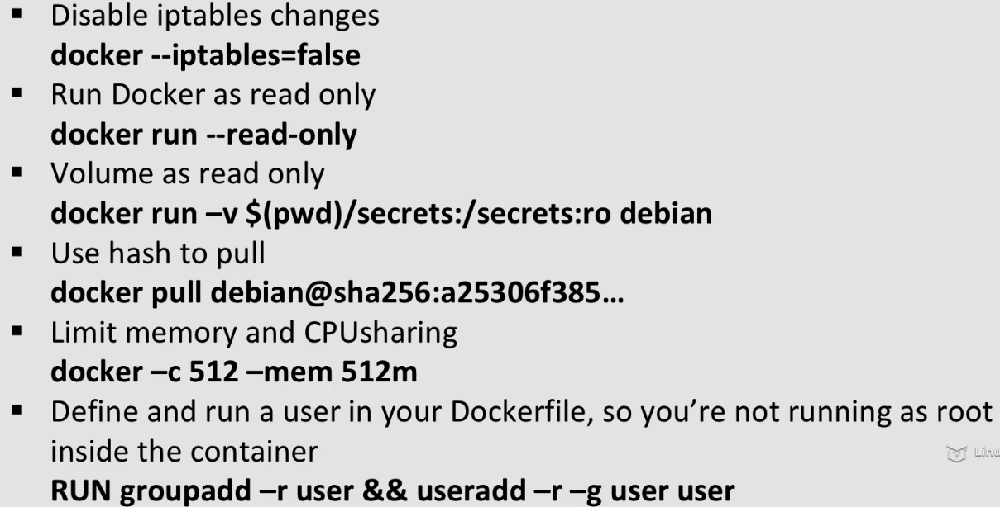 ▪ Disable iptables changes
docker --iptables=false
▪ Run Docker as read only
docker run --read-only
▪ Volume as read only
docker run –v $(pwd)/secrets:/secrets:ro debian
▪ Use hash to pull
docker pull debian@sha256:a25306f385...
▪ Limit memory and CPUsharing
docker –c 512 –mem 512m
▪ Define and run a user in your Dockerfile, so you’re not running as root
inside the container
RUN groupadd –r user && useradd –r –g user user